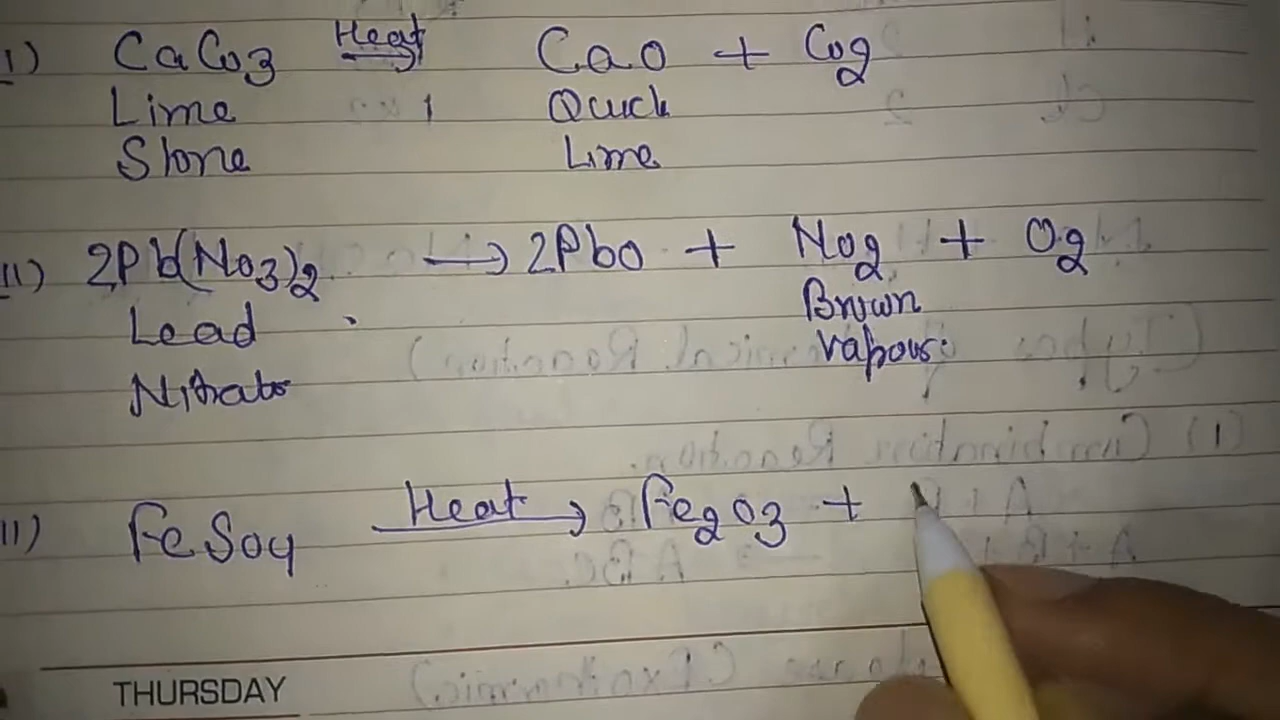 I) CaCo3 Heat → Cao + Co2
Lime Quick
Stone Lime
II) 2Pb(No3)2 → 2Pbo + No2 + O2
Lead Brown
Nitrate vapous.
III) FeSo4 Heat → Fe2O3 +
THURSDAY